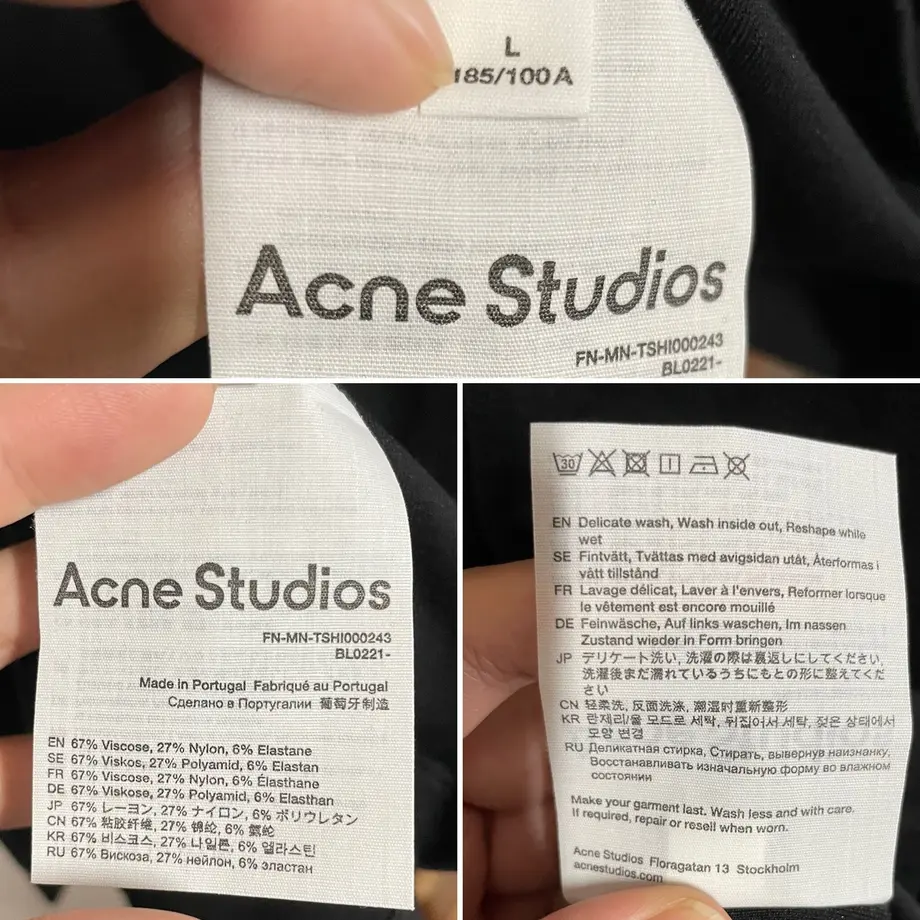 L
185/100A
Acne Studios
FN-MN-TSHI000243
BL0221-
Acne Studios
FN-MN-TSHI000243
BL0221-
Made in Portugal Fabriqué au Portugal
Сделано в Португалии 葡萄牙制造
EN 67% Viscose, 27% Nylon, 6% Elastane
SE 67% Viskos, 27% Polyamid, 6% Elastan
FR 67% Viscose, 27% Nylon, 6% Élasthane
DE 67% Viskose, 27% Polyamid, 6% Elasthan
JP 67% レーヨン, 27% ナイロン, 6% ポリウレタン
CN 67% 粘胶纤维, 27% 锦纶, 6% 氨纶
KR 67% 비스코스, 27% 나일론, 6% 엘라스틴
RU 67% Вискоза, 27% нейлон, 6% эластан
30
EN Delicate wash, Wash inside out, Reshape while
wet
SE Fintvätt, Tvättas med avigsidan utåt, Återformas i
vått tillstånd
FR Lavage délicat, Laver à l'envers, Reformer lorsque
le vêtement est encore mouillé
DE Feinwäsche, Auf links waschen, Im nassen
Zustand wieder in Form bringen
JP デリケート洗い, 洗濯の際は裏返しにしてください,
洗濯後まだ濡れているうちにもとの形に整えてくだ
さい
CN 轻柔洗, 反面洗涤, 潮湿时重新整形
KR 란제리/울 모드로 세탁, 뒤집어서 세탁, 젖은 상태에서
모양 변경
RU Деликатная стирка, Стирать, вывернув наизнанку,
Восстанавливать изначальную форму во влажном
состоянии
Make your garment last. Wash less and with care.
If required, repair or resell when worn.
Acne Studios Floragatan 13 Stockholm
acnestudios.com